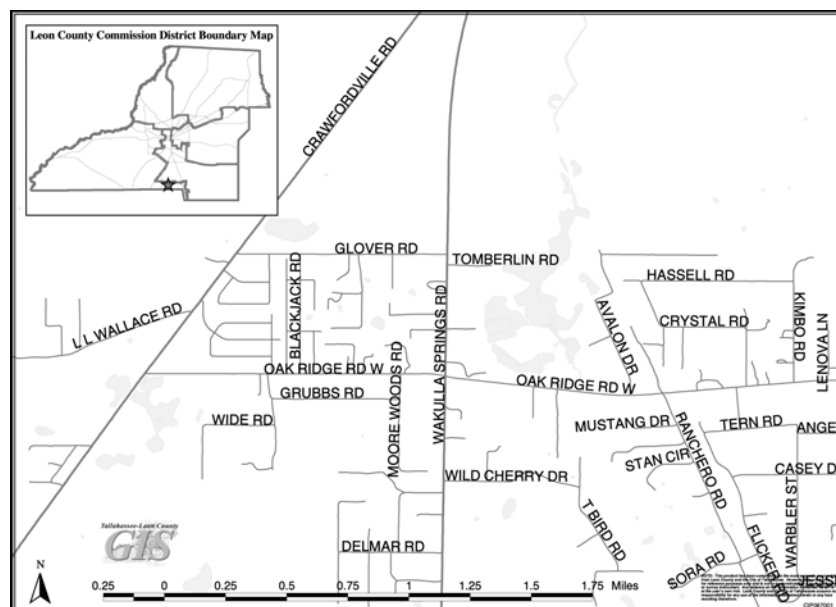 Leon County Commission District Boundary Map
CRAWFORDVILLE RD
GLOVER RD
TOMBERLIN RD
HASSELL RD
BLACKJACK RD
L L WALLACE RD
WAKULLA SPRINGS RD
AVALON DR
CRYSTAL RD
KIMBO RD
LENOVA LN
OAK RIDGE RD W
OAK RIDGE RD W
GRUBBS RD
MOORE WOODS RD
WIDE RD
MUSTANG DR
RANCHERO RD
TERN RD
ANGE
STAN CIR
WILD CHERRY DR
CASEY D
WARBLER ST
T BIRD RD
FLICKER RD
Tallahassee-Leon County
GIS
DELMAR RD
SORA RD
JESSI
N
0.25 0 0.25 0.5 0.75 1 1.25 1.5 1.75 Miles